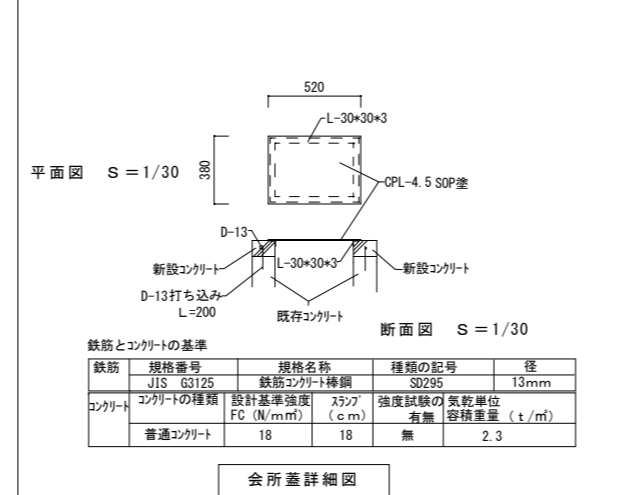 520
L-30*30*3
平面図 S=1/30
380
CPL-4.5 SOP塗
D-13
新設コンクリート
L-30*30*3
新設コンクリート
D-13打ち込み
L=200
既存コンクリート
断面図 S=1/30
鉄筋とコンクリートの基準
鉄筋 規格番号 規格名称 種類の記号 径
JIS G3125 鉄筋コンクリート棒鋼 SD295 13mm
コンクリート コンクリートの種類 設計基準強度 FC (N/m㎡) スランプ (cm) 強度試験の有無 気乾単位容積重量 (t/㎥)
普通コンクリート 18 18 無 2.3
会所蓋詳細図